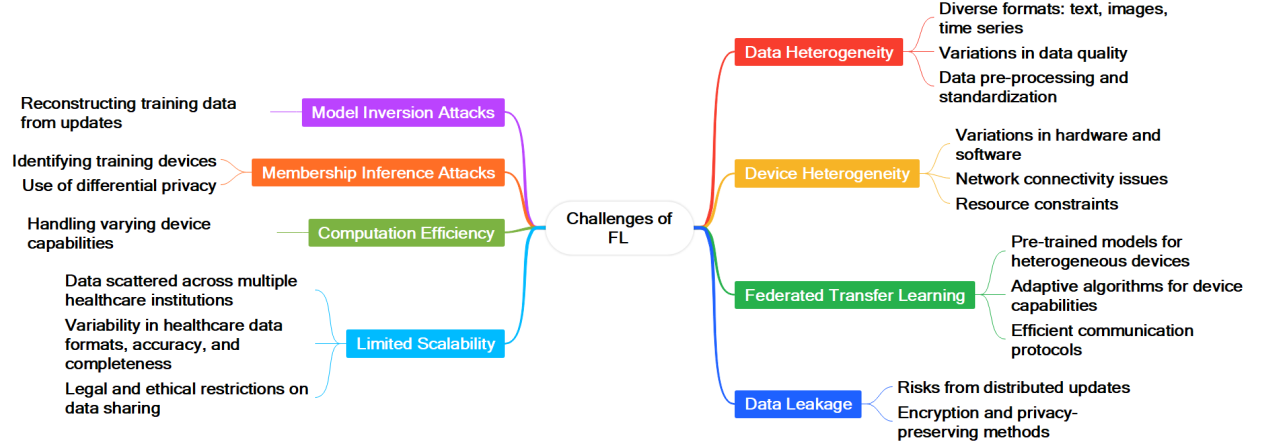 Challenges of
FL
Model Inversion Attacks
Reconstructing training data
from updates
Membership Inference Attacks
Identifying training devices
Use of differential privacy
Computation Efficiency
Handling varying device
capabilities
Limited Scalability
Data scattered across multiple
healthcare institutions
Variability in healthcare data
formats, accuracy, and
completeness
Legal and ethical restrictions on
data sharing
Data Heterogeneity
Diverse formats: text, images,
time series
Variations in data quality
Data pre-processing and
standardization
Device Heterogeneity
Variations in hardware and
software
Network connectivity issues
Resource constraints
Federated Transfer Learning
Pre-trained models for
heterogeneous devices
Adaptive algorithms for device
capabilities
Efficient communication
protocols
Data Leakage
Risks from distributed updates
Encryption and privacy-
preserving methods